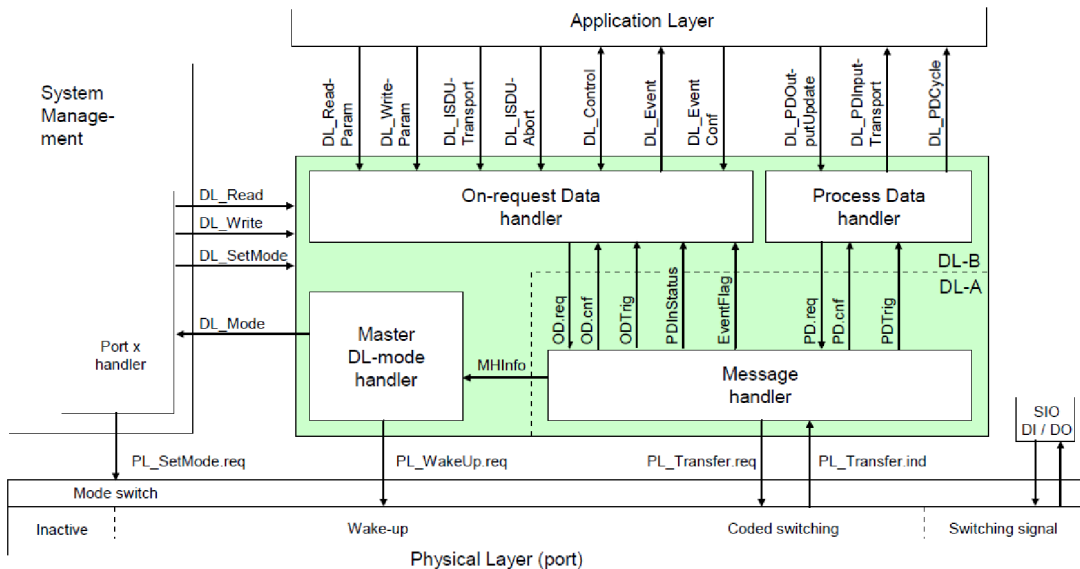 Application Layer
System
Manage-
ment
DL_Read-
Param
DL_Write-
Param
DL_ISDU-
Transport
DL_ISDU-
Abort
DL_Control
DL_Event
DL_Event
Conf
DL_PDOut-
putUpdate
DL_PDInput-
Transport
DL_PDCycle
DL_Read
DL_Write
DL_SetMode
DL_Mode
On-request Data
handler
Process Data
handler
DL-B
DL-A
OD.req
OD.cnf
ODTrig
PDInStatus
EventFlag
PD.req
PD.cnf
PDTrig
Port x
handler
Master
DL-mode
handler
MHInfo
Message
handler
SIO
DI / DO
PL_SetMode.req
PL_WakeUp.req
PL_Transfer.req
PL_Transfer.ind
Mode switch
Inactive
Wake-up
Coded switching
Switching signal
Physical Layer (port)